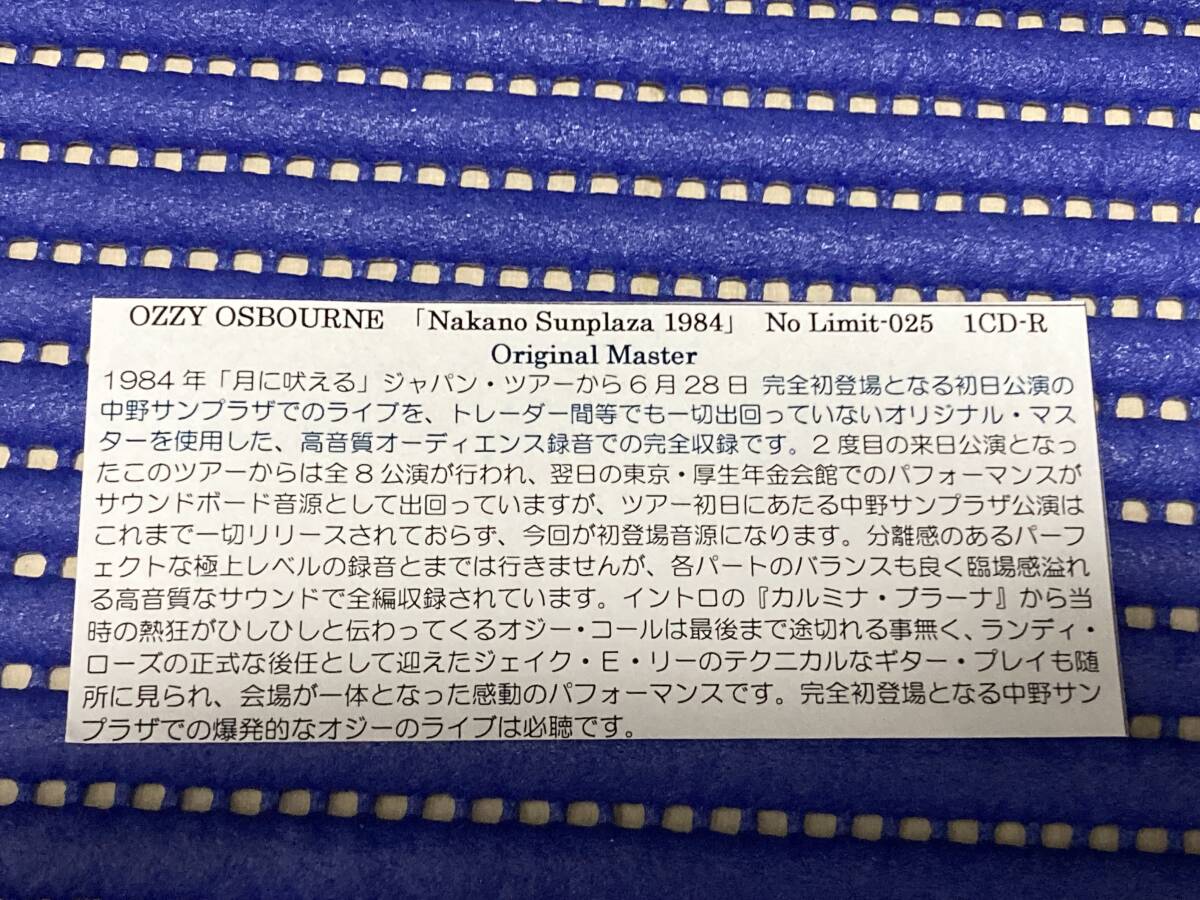 OZZY OSBOURNE 「Nakano Sunplaza 1984」 No Limit-025 1CD-R
Original Master
1984年「月に吠える」ジャパン・ツアーから6月28日 完全初登場となる初日公演の
中野サンプラザでのライブを、トレーダー間等でも一切出回っていないオリジナル・マス
ターを使用した、高音質オーディエンス録音での完全収録です。2度目の来日公演となっ
たこのツアーからは全8公演が行われ、翌日の東京・厚生年金会館でのパフォーマンスが
サウンドボード音源として出回っていますが、ツアー初日にあたる中野サンプラザ公演は
これまで一切リリースされておらず、今回が初登場音源になります。分離感のあるパーフ
ェクトな極上レベルの録音とまでは行きませんが、各パートのバランスも良く臨場感溢れ
る高音質なサウンドで全編収録されています。イントロの『カルミナ・ブラーナ』から当
時の熱狂がひしひしと伝わってくるオジー・コールは最後まで途切れる事無く、ランディ・
ローズの正式な後任として迎えたジェイク・E・リーのテクニカルなギター・プレイも随
所に見られ、会場が一体となった感動のパフォーマンスです。完全初登場となる中野サン
プラザでの爆発的なオジーのライブは必聴です。